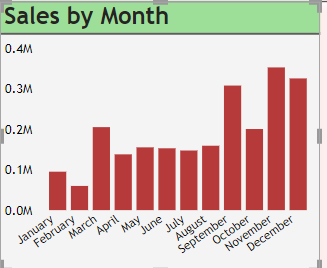 Sales by Month
0.4M
0.3M
0.2M
0.1M
0.0M
January
February
March
April
May
June
July
August
September
October
November
December